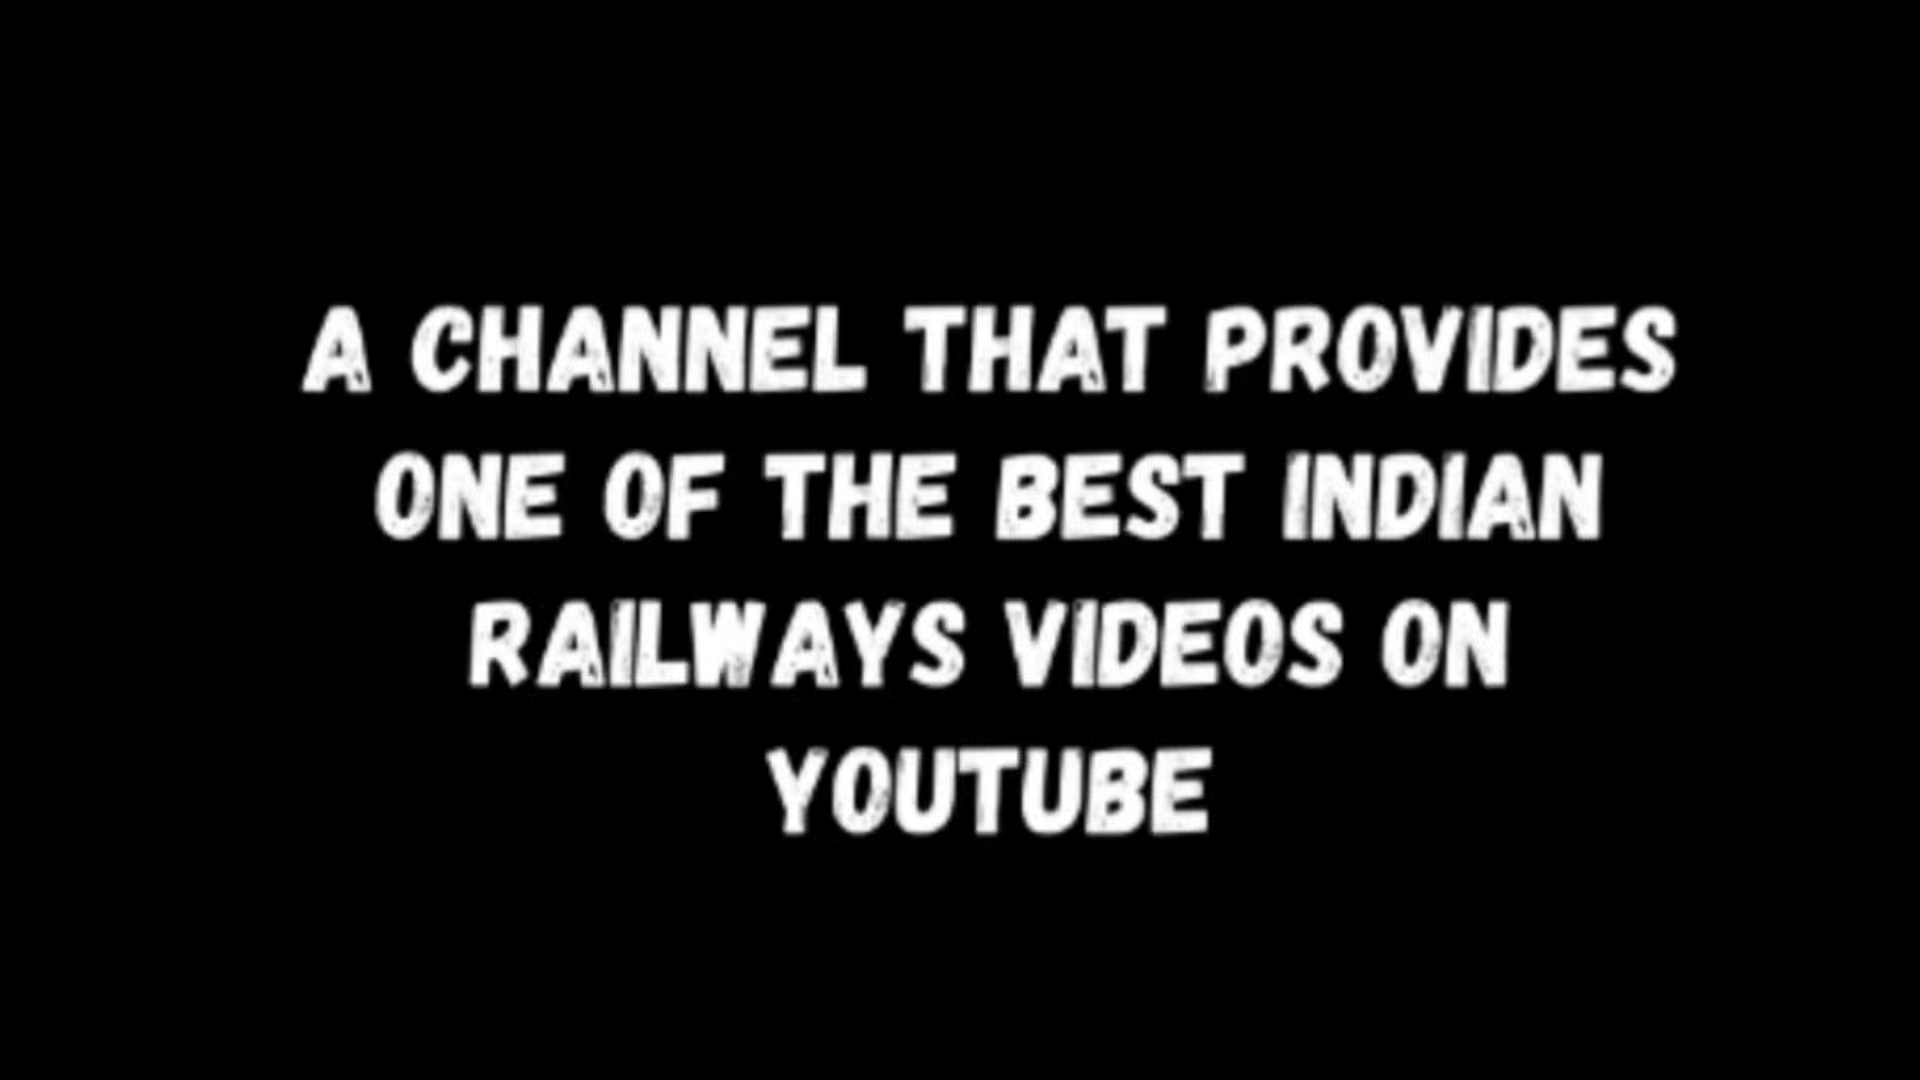 A CHANNEL THAT PROVIDES
ONE OF THE BEST INDIAN
RAILWAYS VIDEOS ON
YOUTUBE